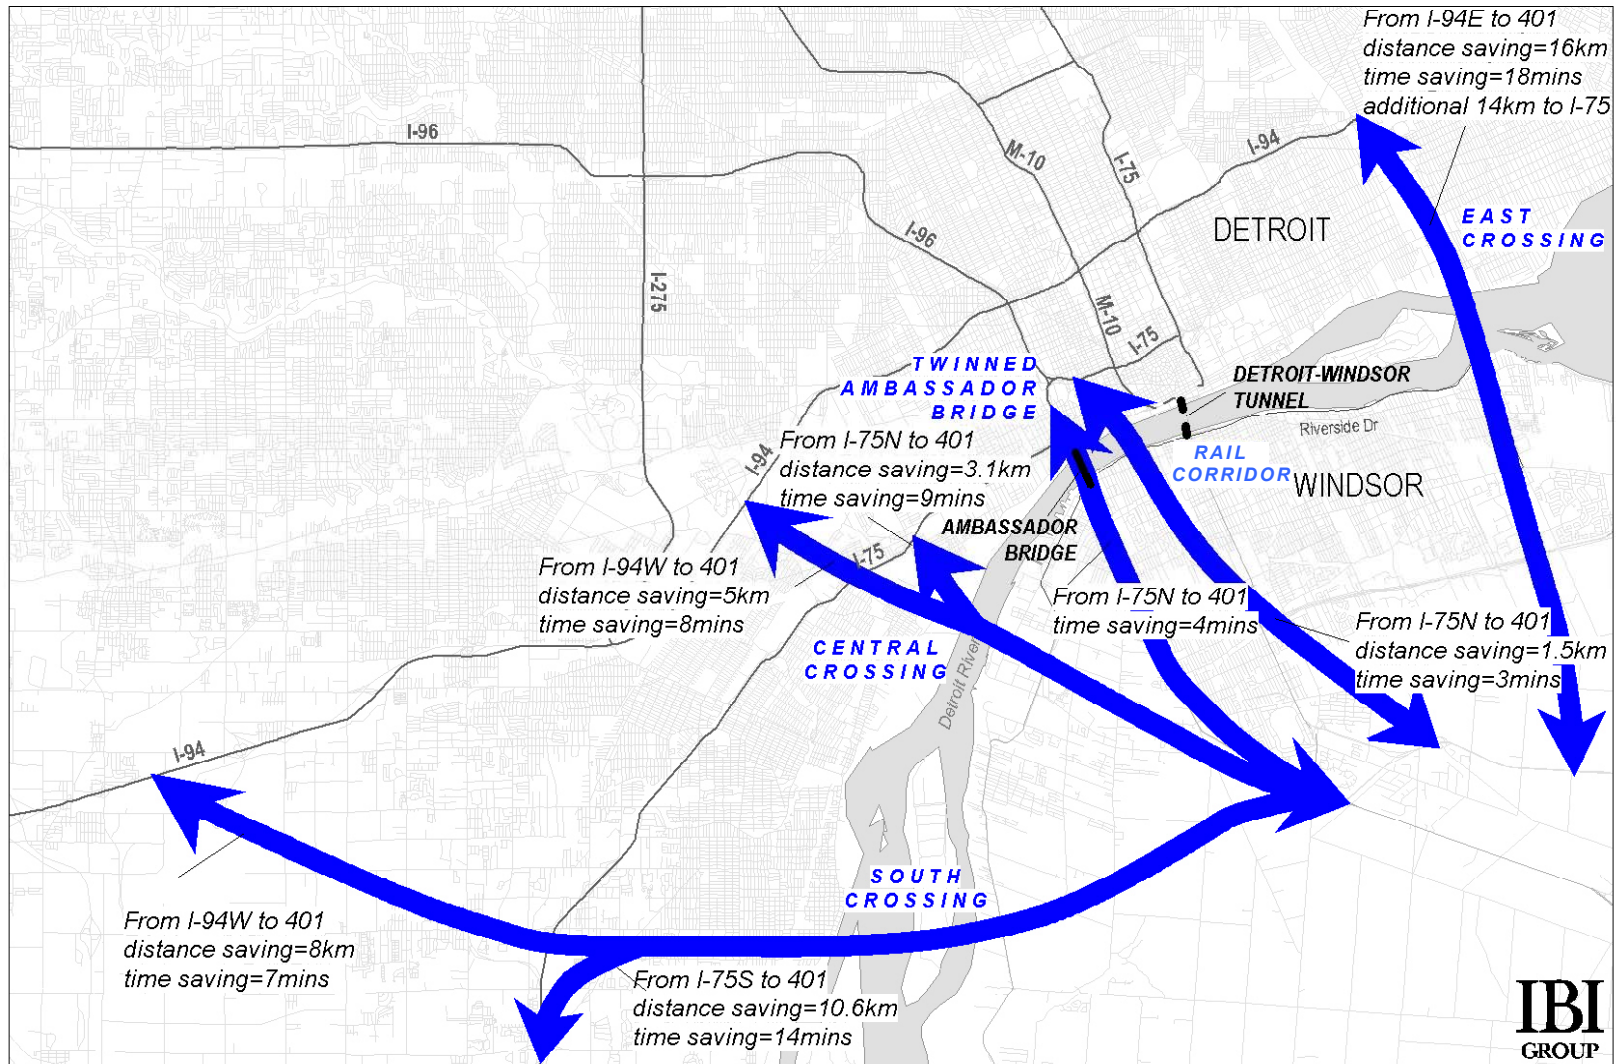 From I-94E to 401
distance saving=16km
time saving=18mins
additional 14km to I-75
I-96
M-10
I-75
I-94
DETROIT
EAST
CROSSING
I-96
I-275
M-10
I-75
TWINNED
AMBASSADOR
BRIDGE
DETROIT-WINDSOR
TUNNEL
Riverside Dr
RAIL
CORRIDOR
WINDSOR
From I-75N to 401
distance saving=3.1km
time saving=9mins
I-94
AMBASSADOR
BRIDGE
I-75
From I-94W to 401
distance saving=5km
time saving=8mins
From I-75N to 401
time saving=4mins
From I-75N to 401
distance saving=1.5km
time saving=3mins
CENTRAL
CROSSING
Detroit River
I-94
SOUTH
CROSSING
From I-94W to 401
distance saving=8km
time saving=7mins
From I-75S to 401
distance saving=10.6km
time saving=14mins
IBI
GROUP